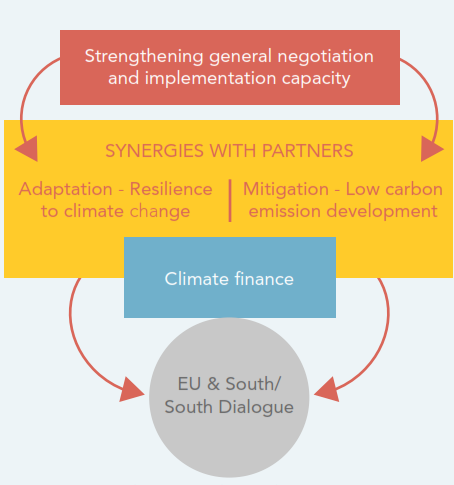 Strengthening general negotiation
and implementation capacity
SYNERGIES WITH PARTNERS
Adaptation - Resilience
to climate change
Mitigation - Low carbon
emission development
Climate finance
EU & South/
South Dialogue